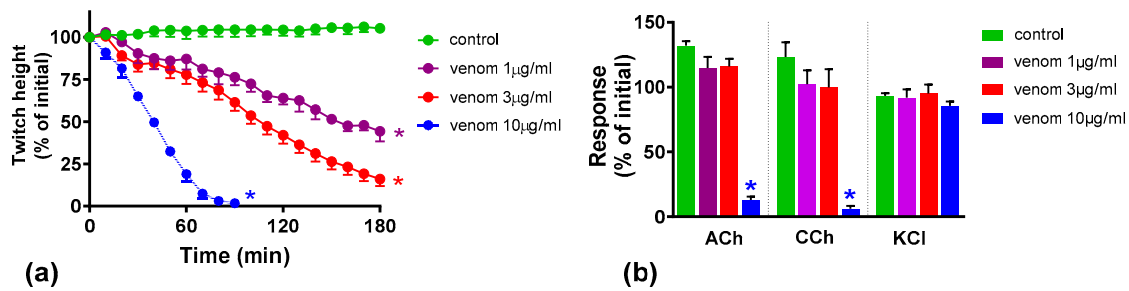 Twitch height
(% of initial)
100
75
50
25
0
0
60
120
180
Time (min)
*
*
*
control
venom 1μg/ml
venom 3μg/ml
venom 10μg/ml
(a)
Response
(% of initial)
150
100
50
0
*
*
ACh
CCh
KCl
control
venom 1μg/ml
venom 3μg/ml
venom 10μg/ml
(b)